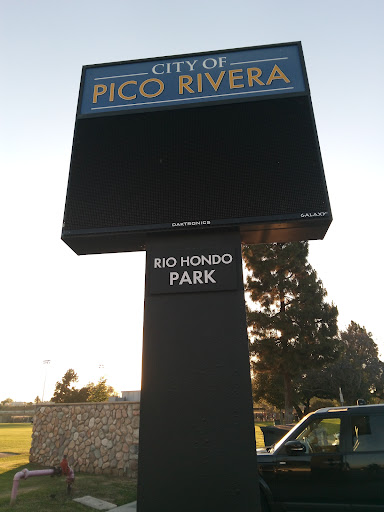 CITY OF
PICO RIVERA
DAKTRONICS
GALAXY
RIO HONDO
PARK